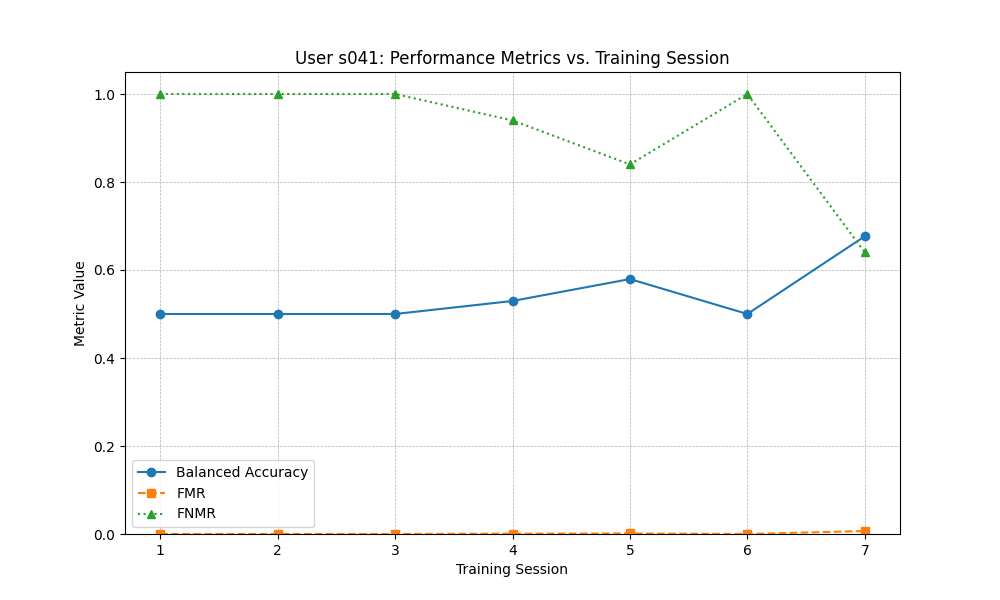 User s041: Performance Metrics vs. Training Session
Metric Value
1.0
0.8
0.6
0.4
0.2
0.0
Balanced Accuracy
FMR
FNMR
1 2 3 4 5 6 7
Training Session